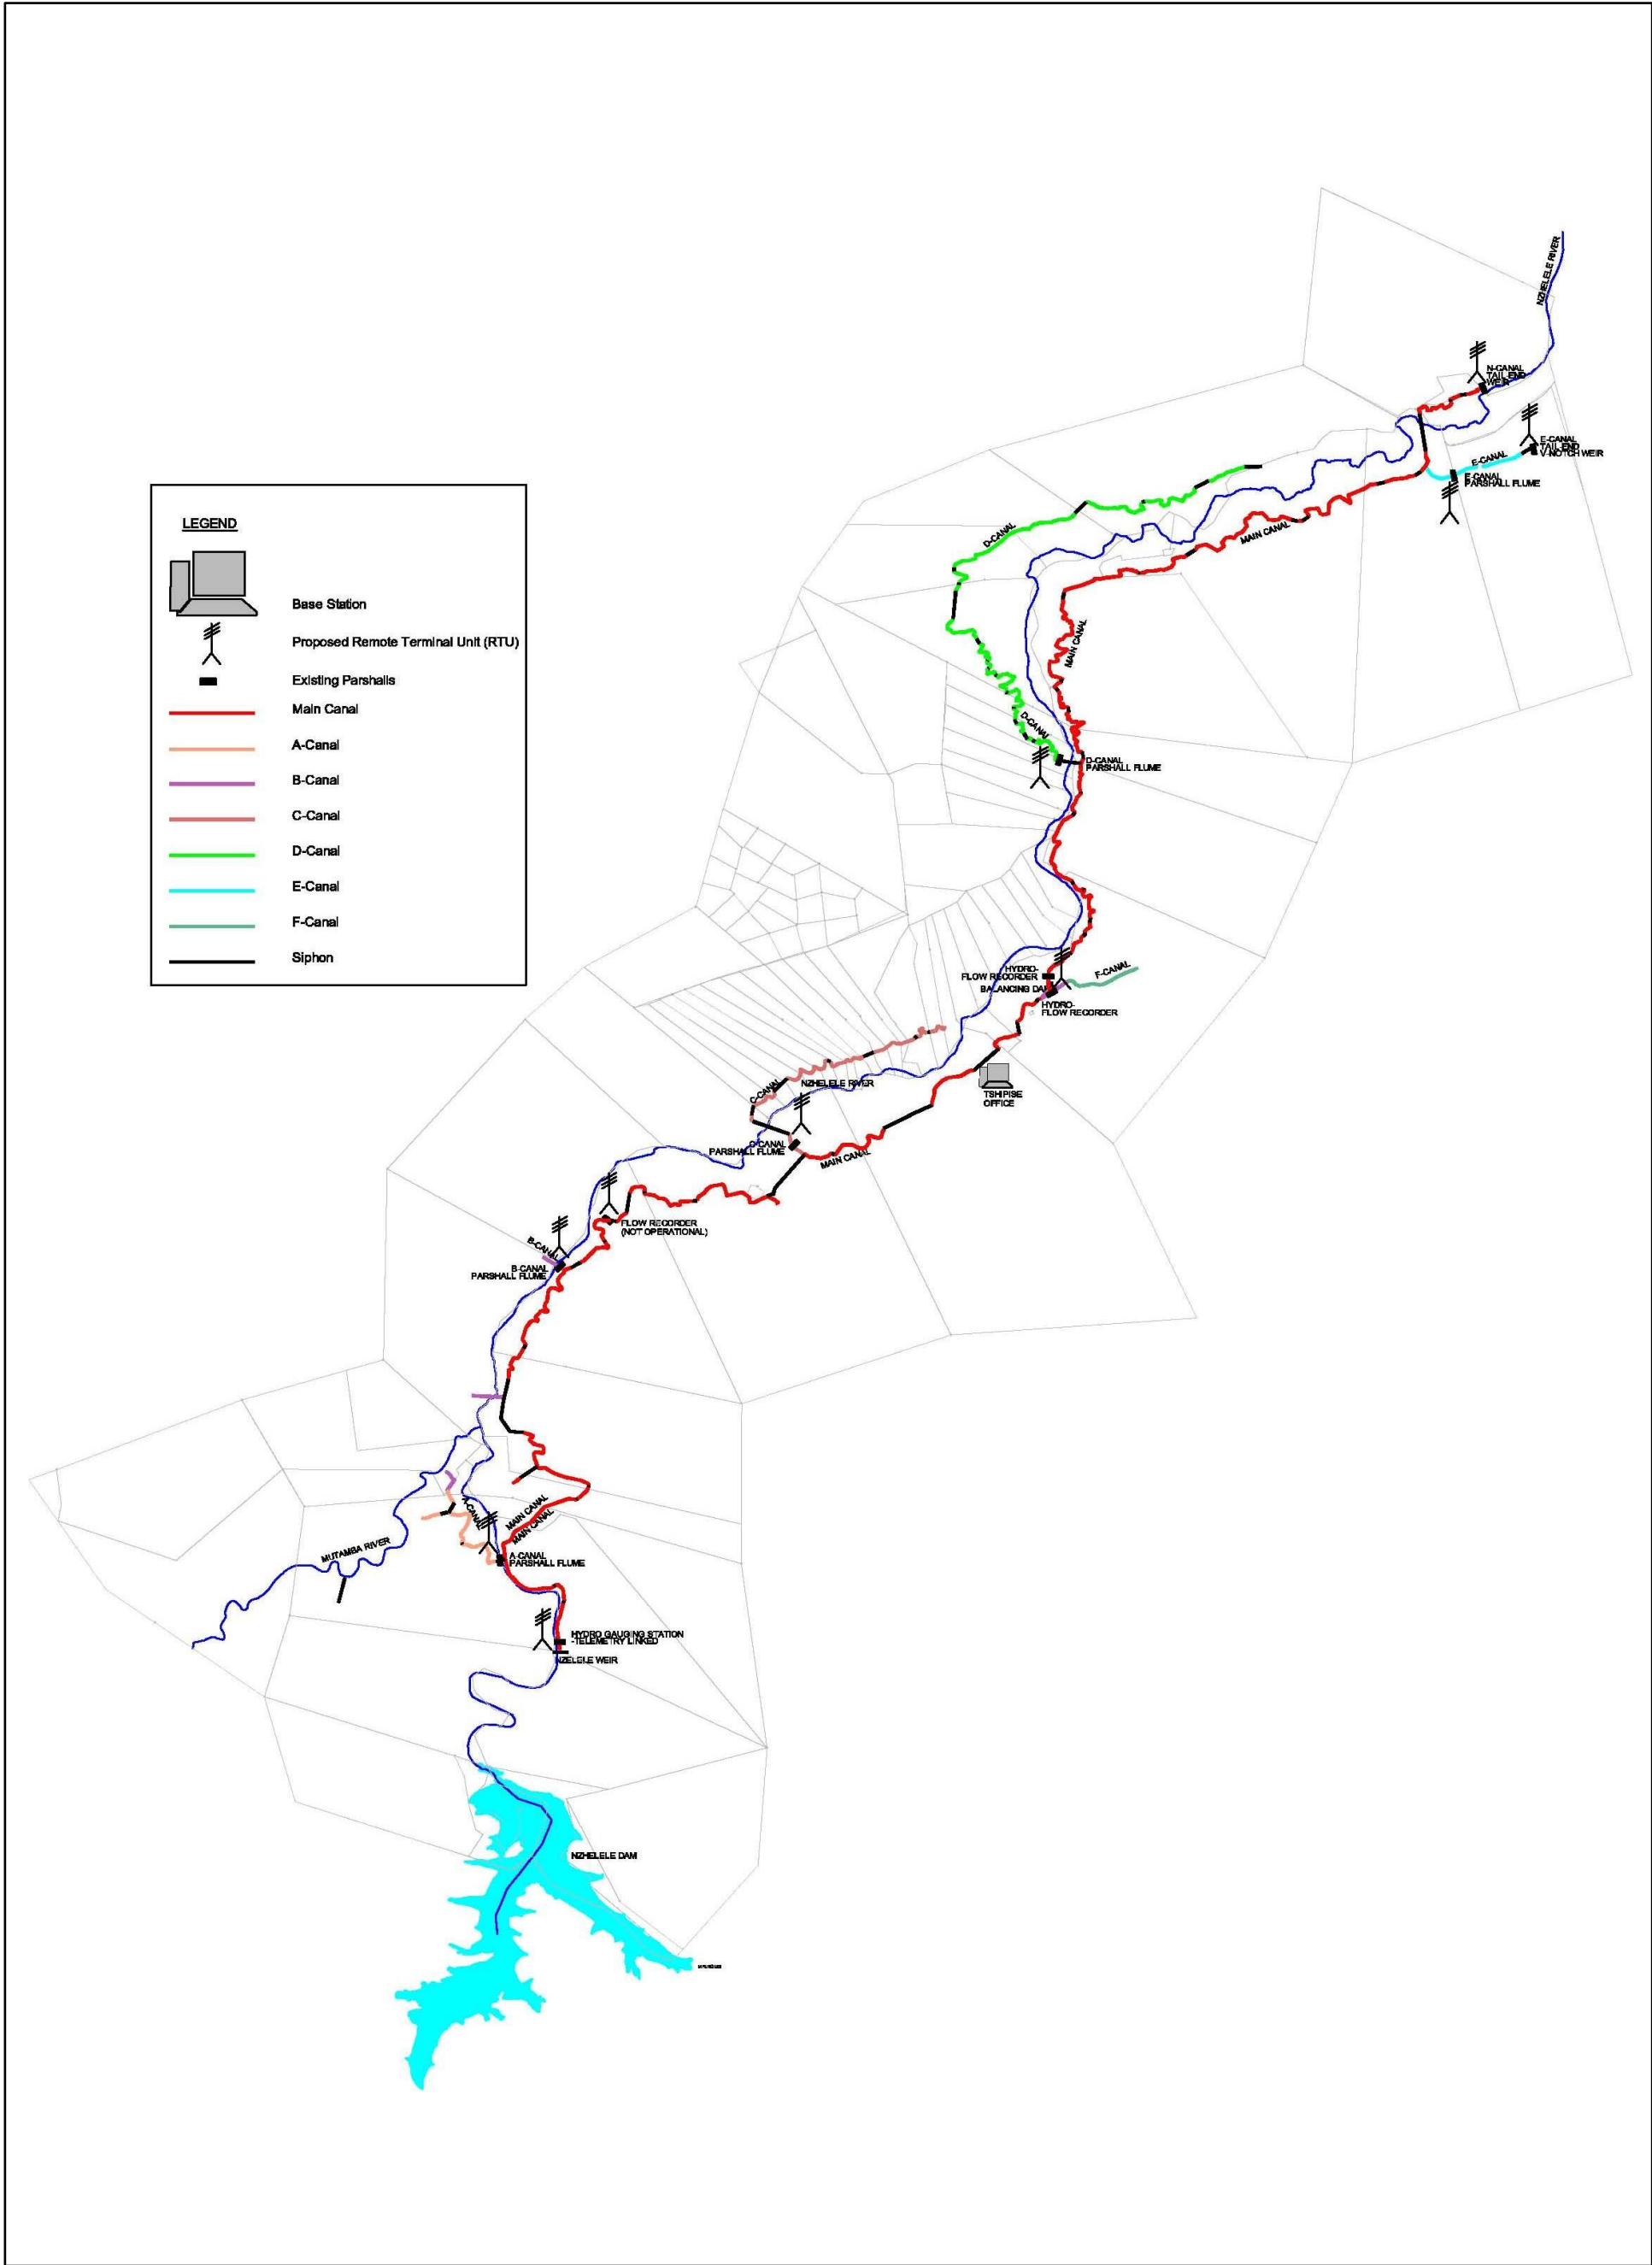 NZHELELE RIVER
N-CANAL
TAIL END
WEIR
E-CANAL
TAIL END
V-NOTCH WEIR
E-CANAL
E-CANAL
PARSHALL FLUME
MAIN CANAL
D-CANAL
LEGEND
Base Station
Proposed Remote Terminal Unit (RTU)
Existing Parshalls
Main Canal
A-Canal
B-Canal
C-Canal
D-Canal
E-Canal
F-Canal
Siphon
MAIN CANAL
D-CANAL
D-CANAL
PARSHALL FLUME
HYDRO-
FLOW RECORDER
F-CANAL
BALANCING DAM
HYDRO-
FLOW RECORDER
TSHIPISE
OFFICE
C-CANAL
NZHELELE RIVER
C-CANAL
PARSHALL FLUME
MAIN CANAL
FLOW RECORDER
(NOT OPERATIONAL)
B-CANAL
B-CANAL
PARSHALL FLUME
A-CANAL
MAIN CANAL
MAIN CANAL
MUTAMBA RIVER
A-CANAL
PARSHALL FLUME
HYDRO GAUGING STATION
-TELEMETRY LINKED
NZELELE WEIR
NZHELELE DAM